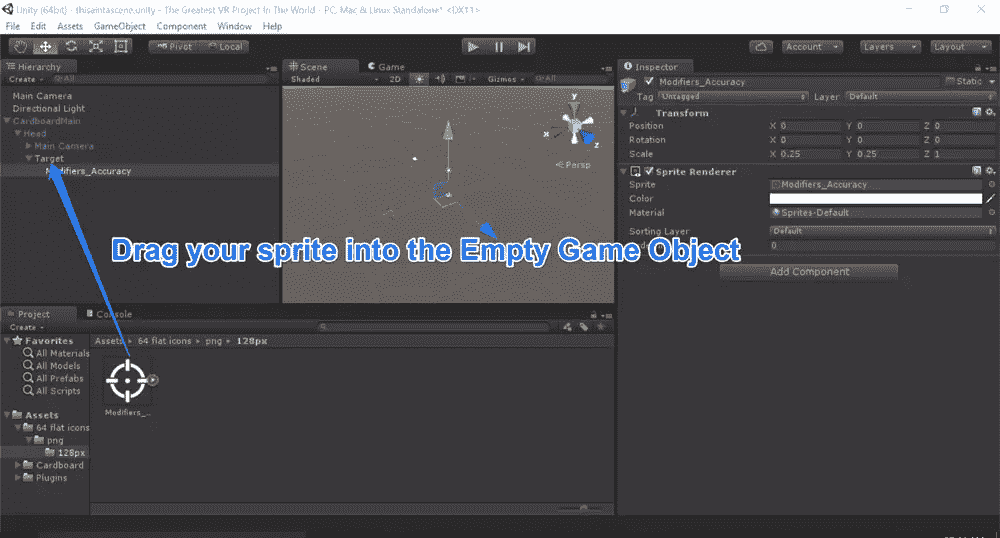 Unity (64bit) - thisaintascene.unity - The Greatest VR Project In The World - PC, Mac & Linux Standalone* <DX11>
File Edit Assets GameObject Component Window Help
Pivot Local Account Layers Layout
Hierarchy
Create All
Main Camera
Directional Light
CardboardMain
Head
Main Camera
Target
Modifiers_Accuracy
Scene Game
Shaded 2D Gizmos All
y
x
z
Persp
Inspector
Modifiers_Accuracy Static
Tag Untagged Layer Default
Transform
Position X 0 Y 0 Z 0
Rotation X 0 Y 0 Z 0
Scale X 0.25 Y 0.25 Z 1
Sprite Renderer
Sprite Modifiers_Accuracy
Color
Material Sprites-Default
Sorting Layer Default
0
Add Component
Drag your sprite into the Empty Game Object
Project Console
Create
Favorites
All Materials
All Models
All Prefabs
All Scripts
Assets
64 flat icons
png
128px
Cardboard
Plugins
Assets 64 flat icons png 128px
Modifiers_...